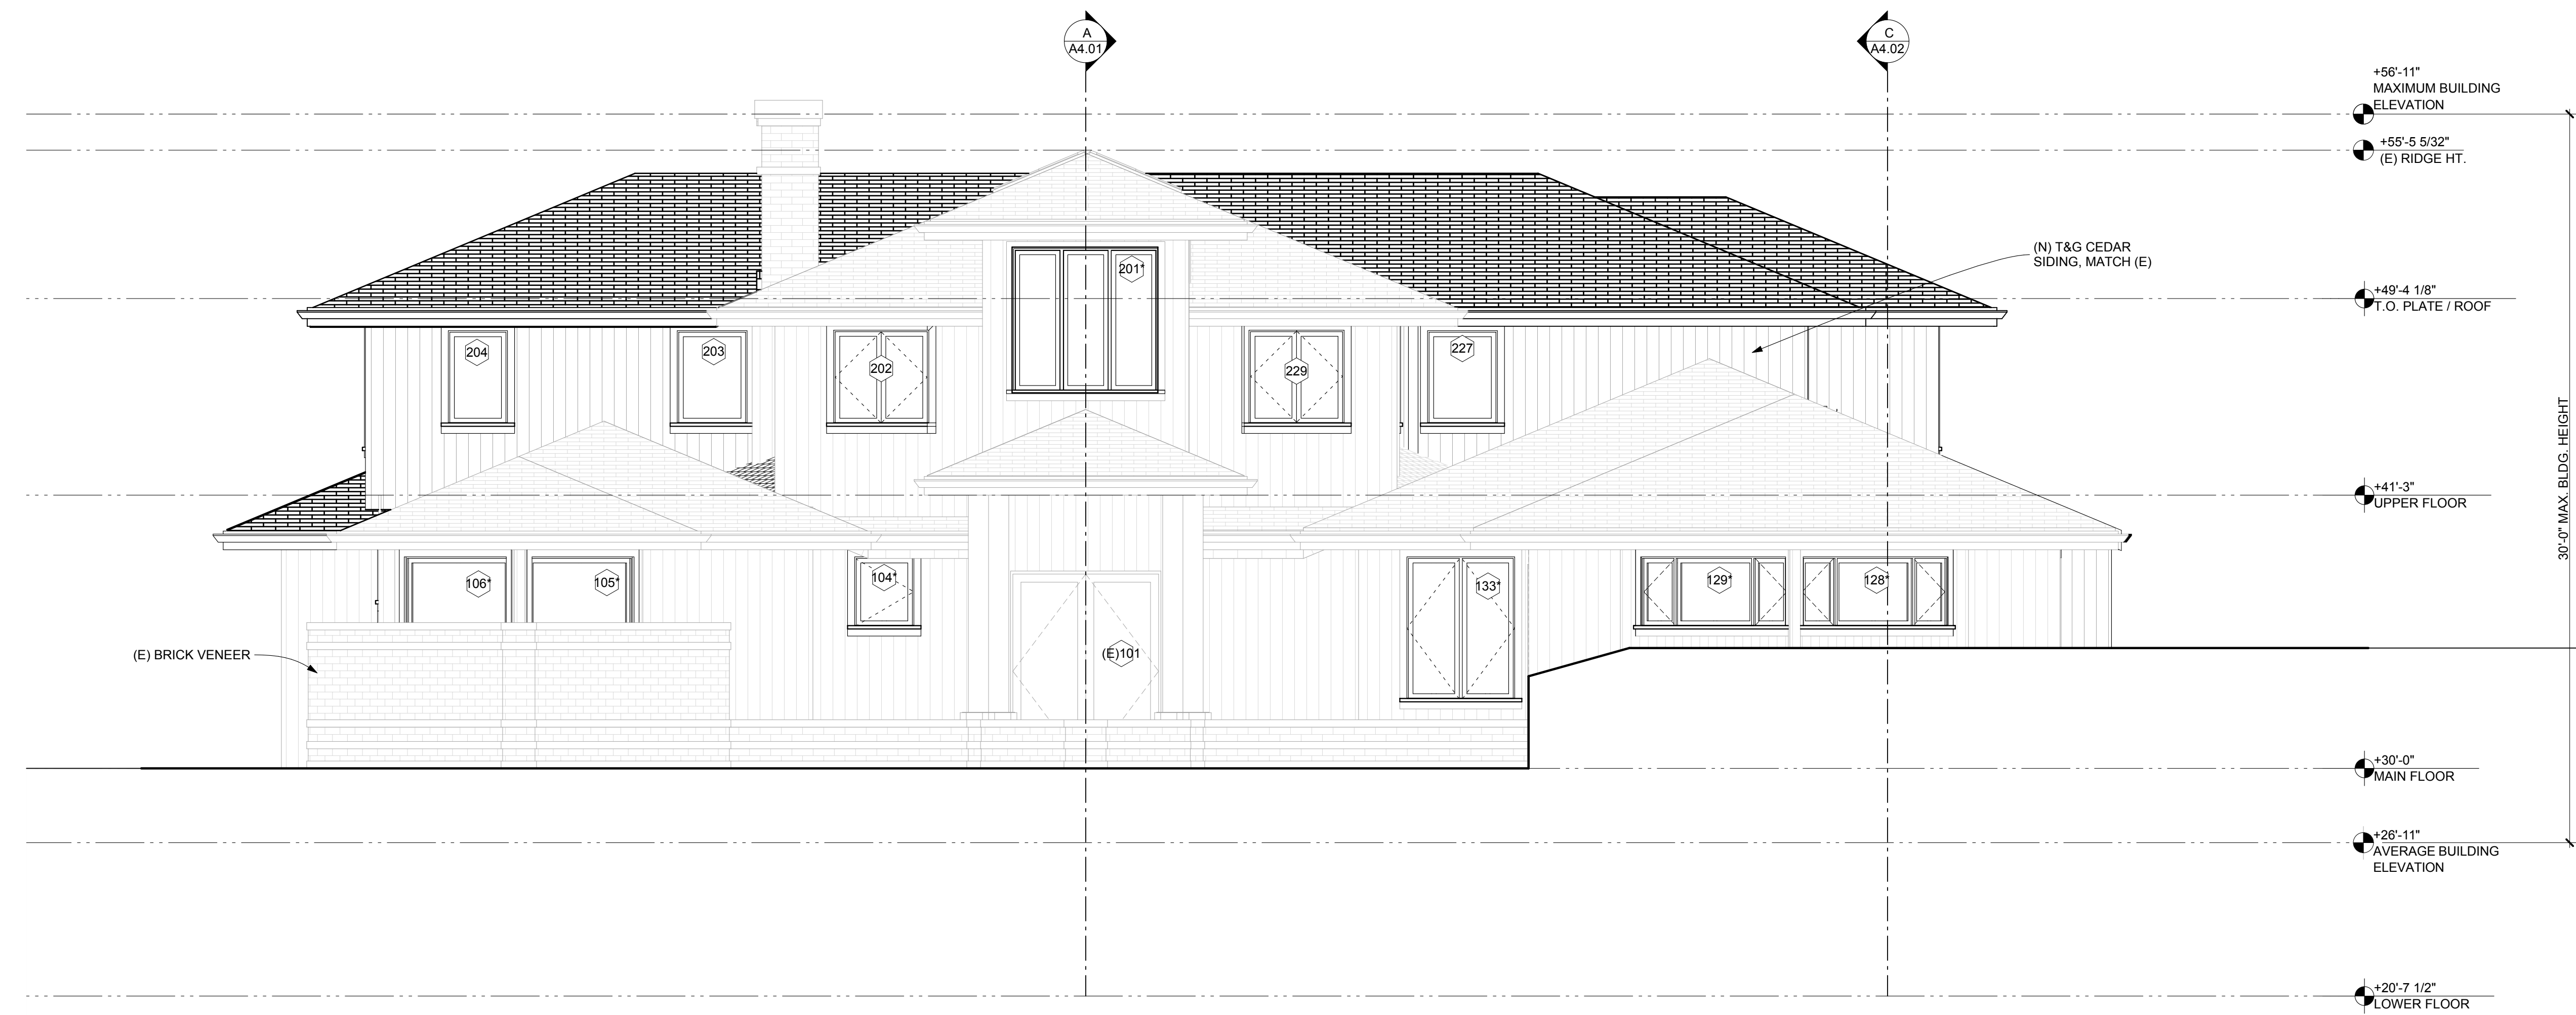 A
A4.01
C
A4.02
+56'-11"
MAXIMUM BUILDING
ELEVATION
+55'-5 5/32"
(E) RIDGE HT.
201*
(N) T&G CEDAR
SIDING, MATCH (E)
+49'-4 1/8"
T.O. PLATE / ROOF
204
203
202
229
227
30'-0" MAX. BLDG. HEIGHT
+41'-3"
UPPER FLOOR
106*
105*
104*
133*
129*
128*
(E) BRICK VENEER
(E)101
+30'-0"
MAIN FLOOR
+26'-11"
AVERAGE BUILDING
ELEVATION
+20'-7 1/2"
LOWER FLOOR